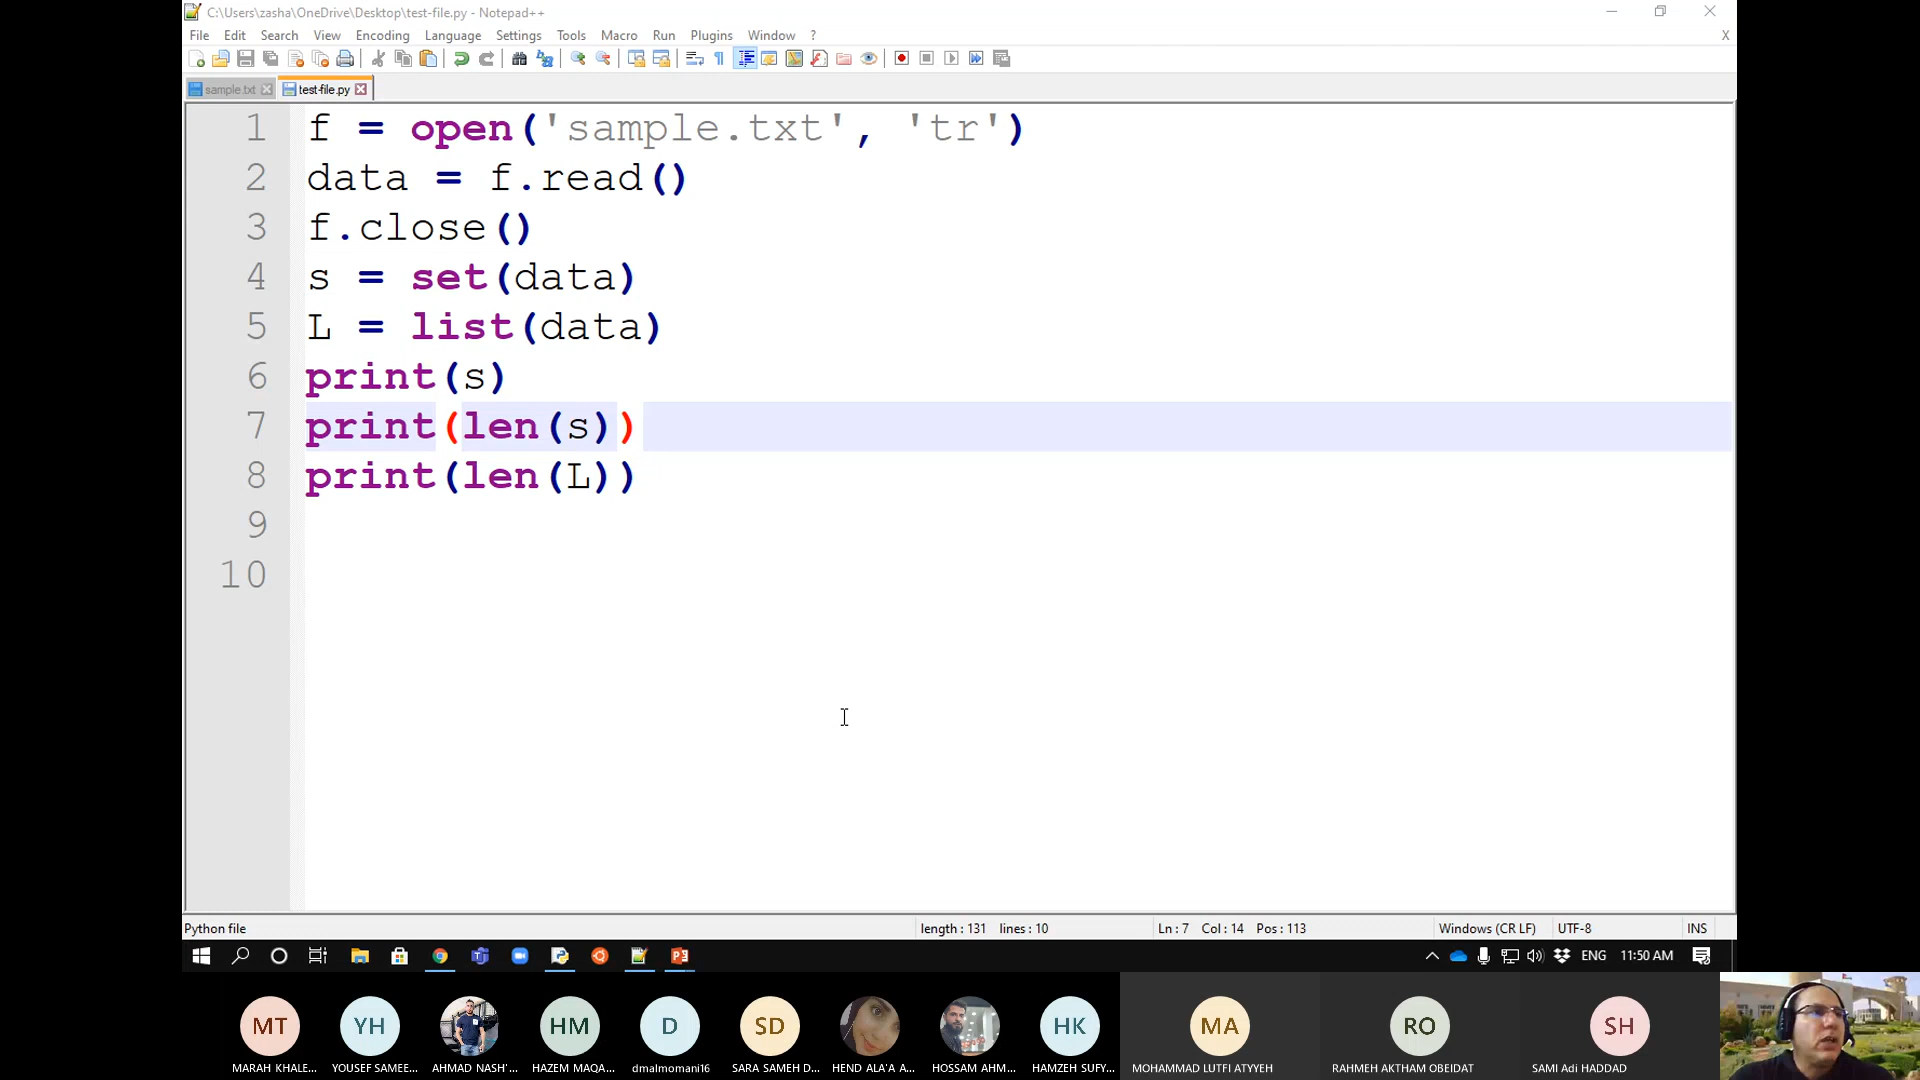 C:\Users\zasha\OneDrive\Desktop\test-file.py - Notepad++
File Edit Search View Encoding Language Settings Tools Macro Run Plugins Window ? X
sample.txt test-file.py
1 f = open('sample.txt', 'tr')
2 data = f.read()
3 f.close()
4 s = set(data)
5 L = list(data)
6 print(s)
7 print(len(s))
8 print(len(L))
9
10
Python file length : 131 lines : 10 Ln : 7 Col : 14 Pos : 113 Windows (CR LF) UTF-8 INS
ENG 11:50 AM
MT YH HM D SD HK MA RO SH
MARAH KHALE... YOUSEF SAMEE... AHMAD NASH'... HAZEM MAQA... dmalmomani16 SARA SAMEH D... HEND ALA'A A... HOSSAM AHM... HAMZEH SUFY... MOHAMMAD LUTFI ATYYEH RAHMEH AKTHAM OBEIDAT SAMI Adi HADDAD